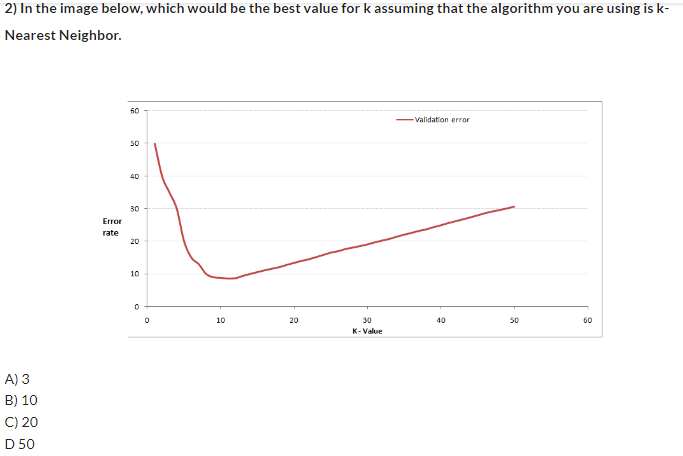 2) In the image below, which would be the best value for k assuming that the algorithm you are using is k-
Nearest Neighbor.
60
Validation error
50
40
30
Error
rate
20
10
0
0 10 20 30 40 50 60
K- Value
A) 3
B) 10
C) 20
D 50